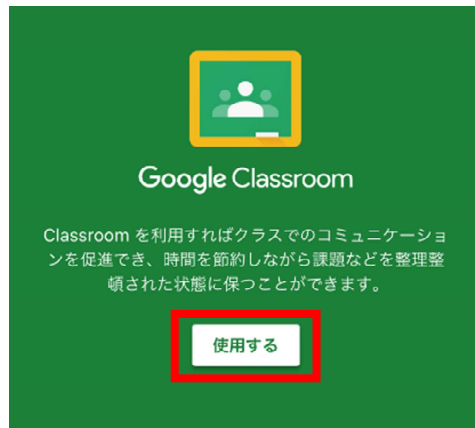 Google Classroom
Classroom を利用すればクラスでのコミュニケーショ
ンを促進でき、時間を節約しながら課題などを整理整
頓された状態に保つことができます。
使用する